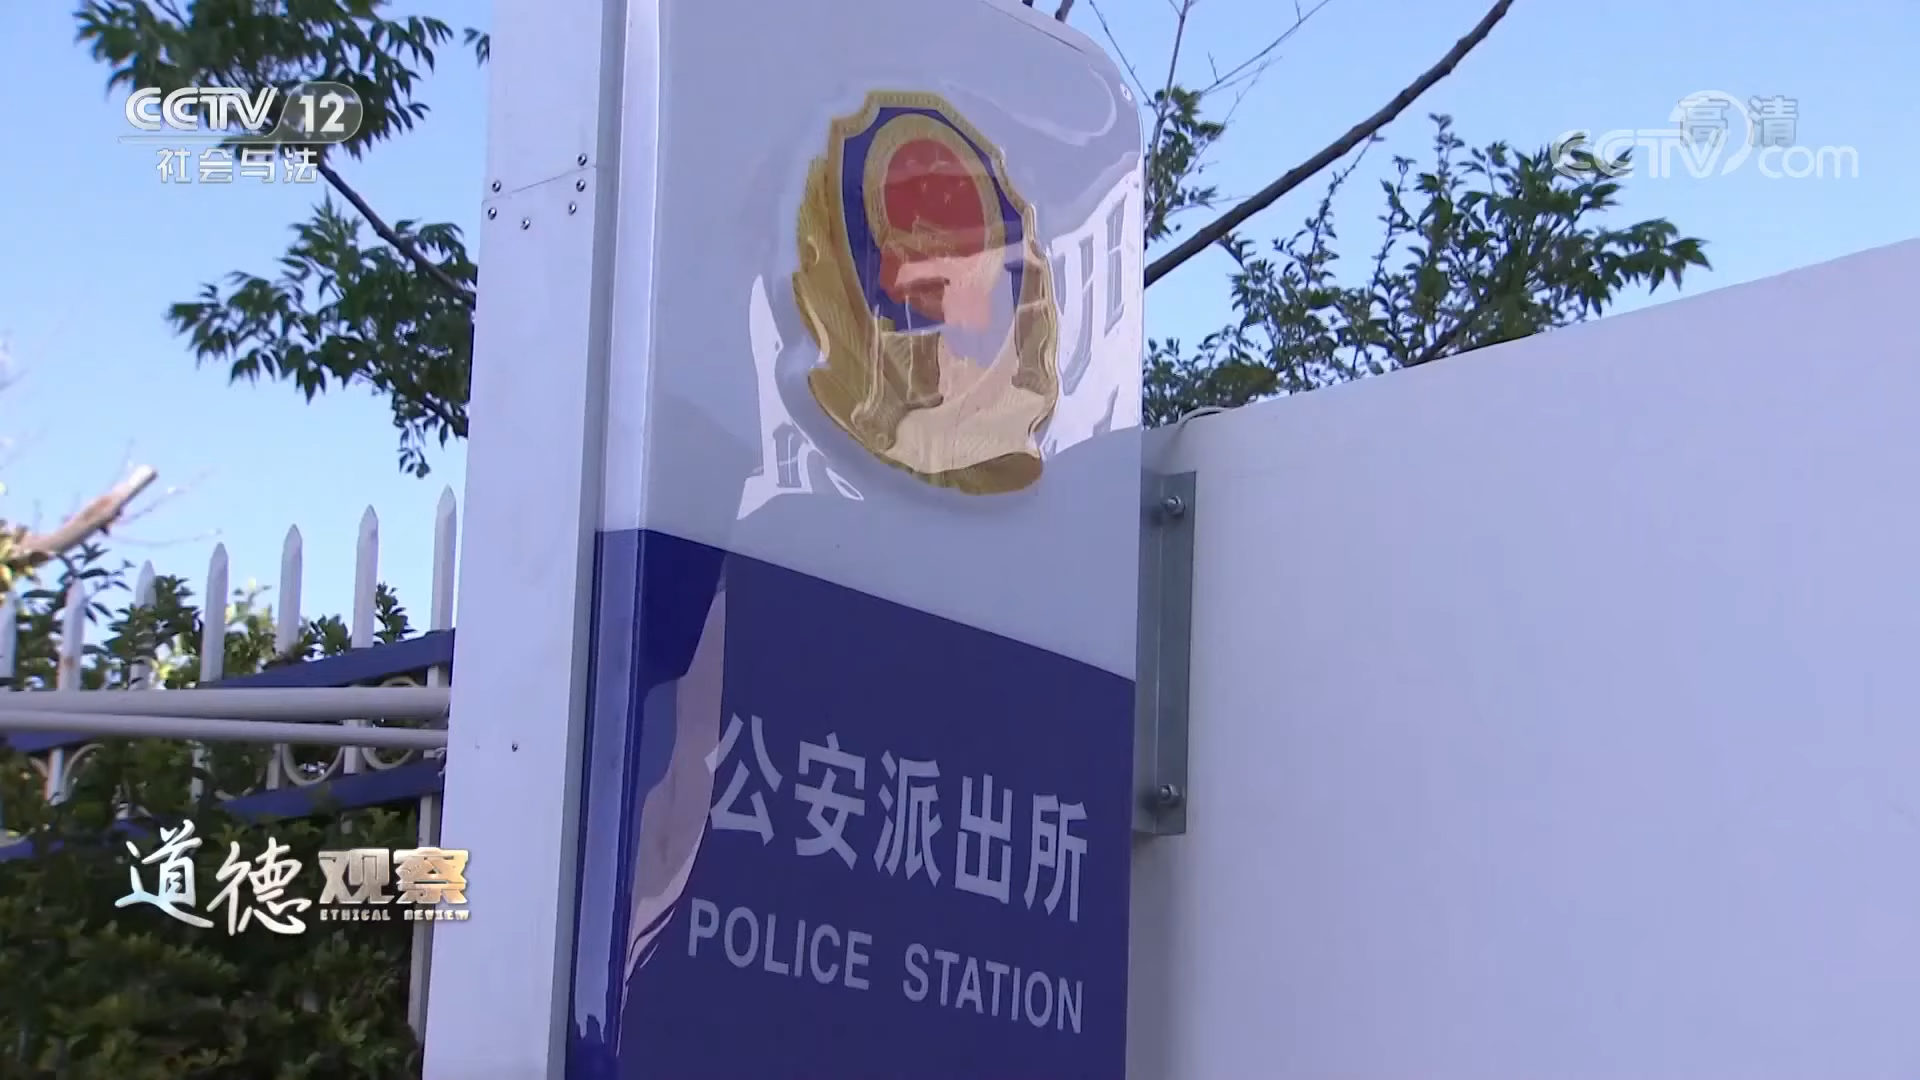 CCTV 12
社会与法
高清
CCTV.com
公安派出所
POLICE STATION
道德观察
ETHICAL REVIEW